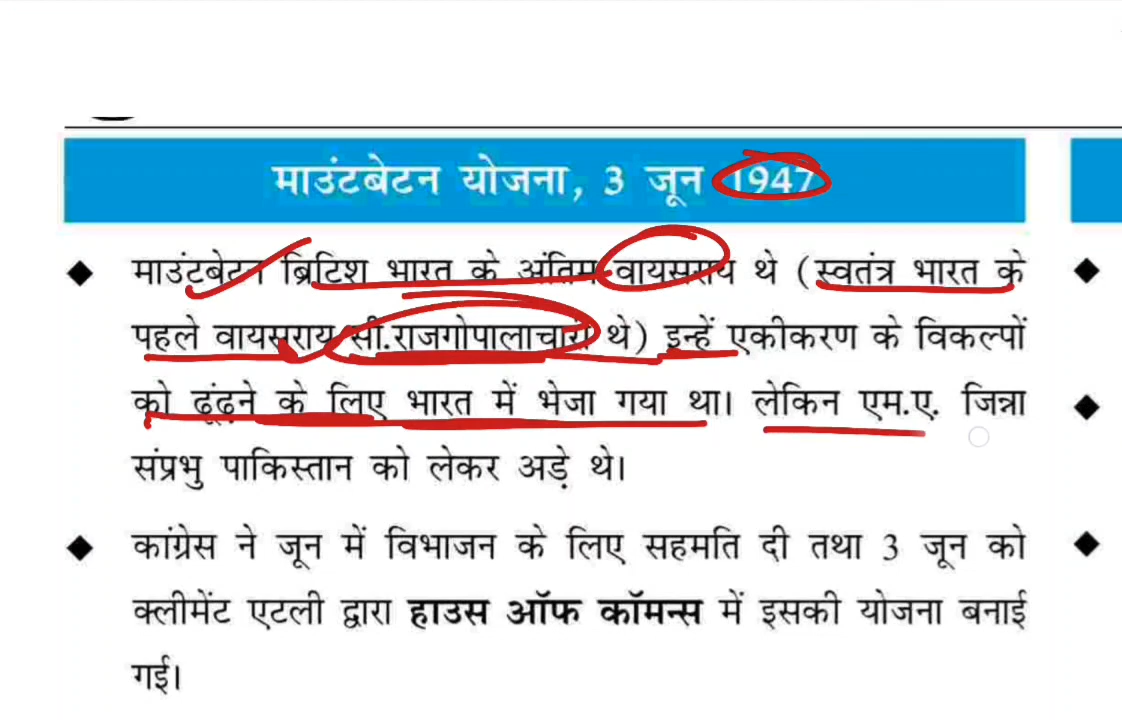 माउंटबेटन योजना, 3 जून 1947
◆ माउंटबेटन ब्रिटिश भारत के अंतिम वायसराय थे (स्वतंत्र भारत के
पहले वायसराय सी.राजगोपालाचारी थे) इन्हें एकीकरण के विकल्पों
को ढूंढ़ने के लिए भारत में भेजा गया था। लेकिन एम.ए. जिन्ना
संप्रभु पाकिस्तान को लेकर अड़े थे।
◆ कांग्रेस ने जून में विभाजन के लिए सहमति दी तथा 3 जून को
क्लीमेंट एटली द्वारा हाउस ऑफ कॉमन्स में इसकी योजना बनाई
गई।